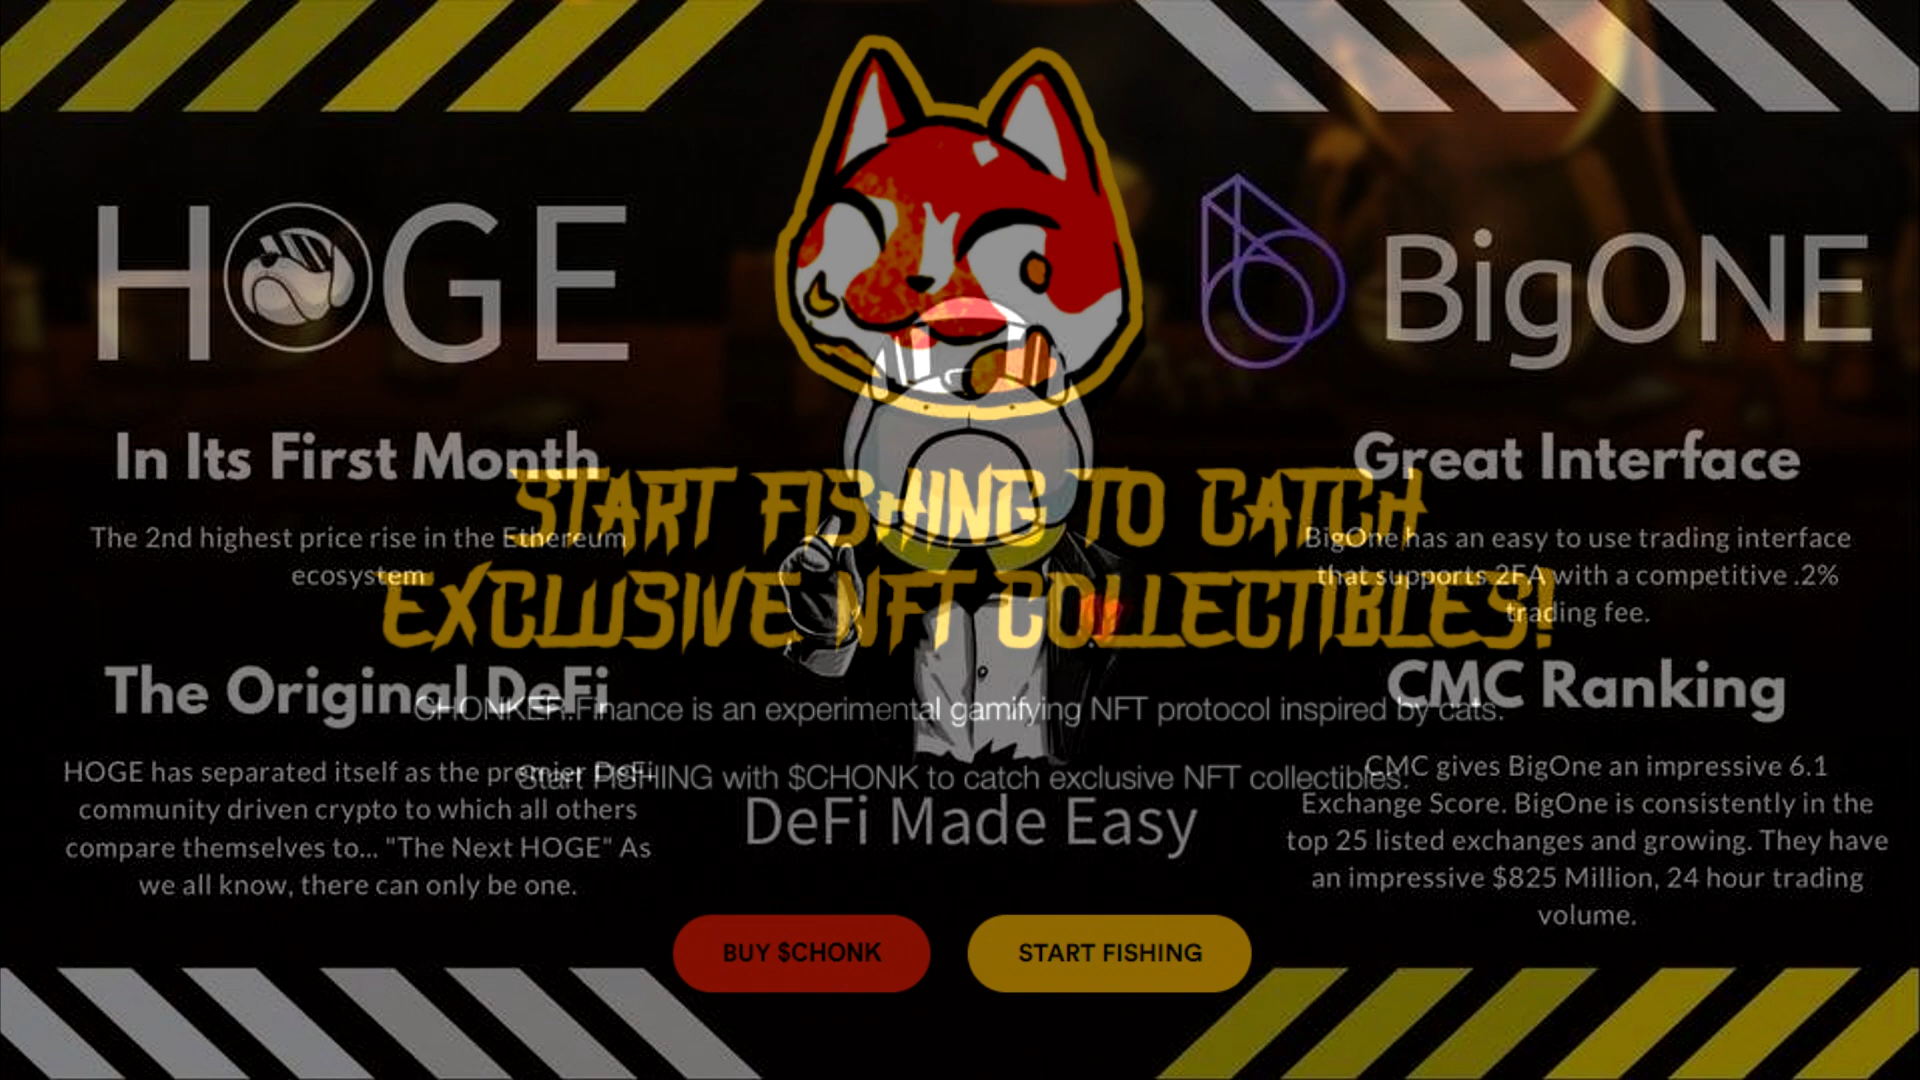 HOGE
BigONE
In Its First Month
The 2nd highest price rise in the Ethereum
ecosystem
The Original DeFi
HOGE has separated itself as the premier DeFi
community driven crypto to which all others
compare themselves to... "The Next HOGE" As
we all know, there can only be one.
START FISHING TO CATCH
EXCLUSIVE NFT COLLECTIBLES!
CHONKER.Finance is an experimental gamifying NFT protocol inspired by cats.
Start FISHING with $CHONK to catch exclusive NFT collectibles.
DeFi Made Easy
BUY $CHONK
START FISHING
Great Interface
BigOne has an easy to use trading interface
that supports 2FA with a competitive .2%
trading fee.
CMC Ranking
CMC gives BigOne an impressive 6.1
Exchange Score. BigOne is consistently in the
top 25 listed exchanges and growing. They have
an impressive $825 Million, 24 hour trading
volume.